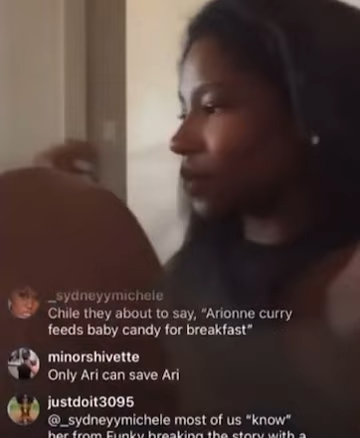 _sydneyymichele
Chile they about to say, “Arionne curry
feeds baby candy for breakfast”
minorshivette
Only Ari can save Ari
justdoit3095
@_sydneyymichele most of us “know”
her from Funky breaking the story with a